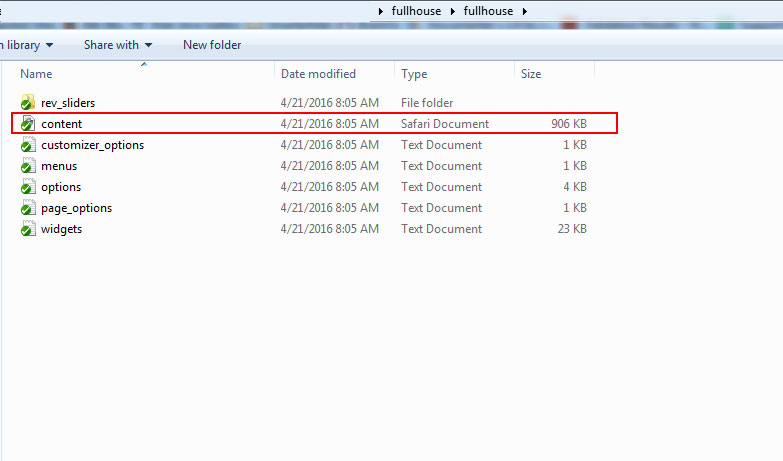 fullhouse fullhouse
library Share with New folder
Name Date modified Type Size
rev_sliders 4/21/2016 8:05 AM File folder
content 4/21/2016 8:05 AM Safari Document 906 KB
customizer_options 4/21/2016 8:05 AM Text Document 1 KB
menus 4/21/2016 8:05 AM Text Document 1 KB
options 4/21/2016 8:05 AM Text Document 4 KB
page_options 4/21/2016 8:05 AM Text Document 1 KB
widgets 4/21/2016 8:05 AM Text Document 23 KB